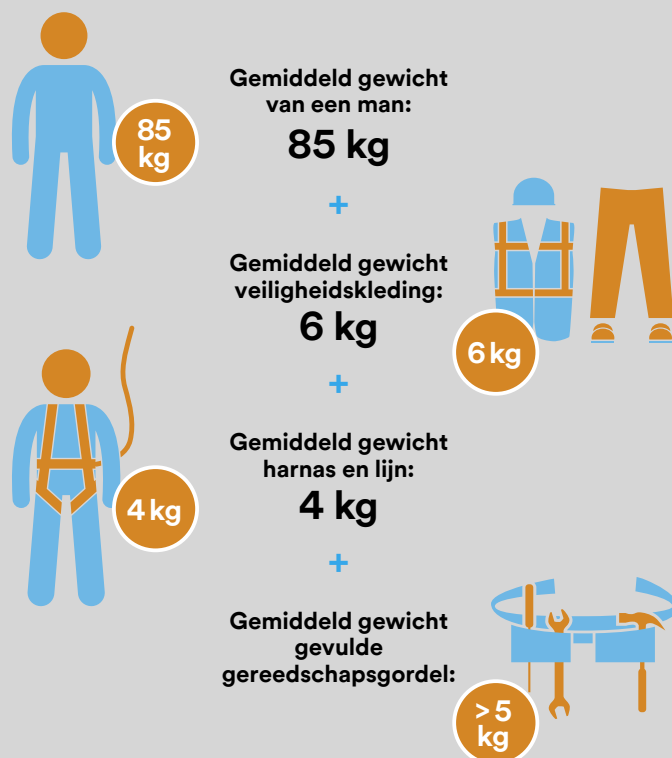 Gemiddeld gewicht
van een man:
85 kg
85
kg
+
Gemiddeld gewicht
veiligheidskleding:
6 kg
6 kg
+
Gemiddeld gewicht
harnas en lijn:
4 kg
4 kg
+
Gemiddeld gewicht
gevulde
gereedschapsgordel:
> 5
kg